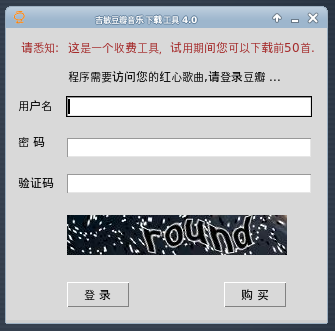 吉敏豆瓣音乐下载工具 4.0
请悉知: 这是一个收费工具, 试用期间您可以下载前50首.
程序需要访问您的红心歌曲,请登录豆瓣 ...
用户名
密 码
验证码
round
登 录
购 买